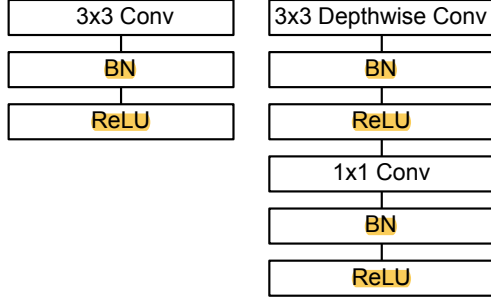 3x3 Conv
BN
ReLU
3x3 Depthwise Conv
BN
ReLU
1x1 Conv
BN
ReLU